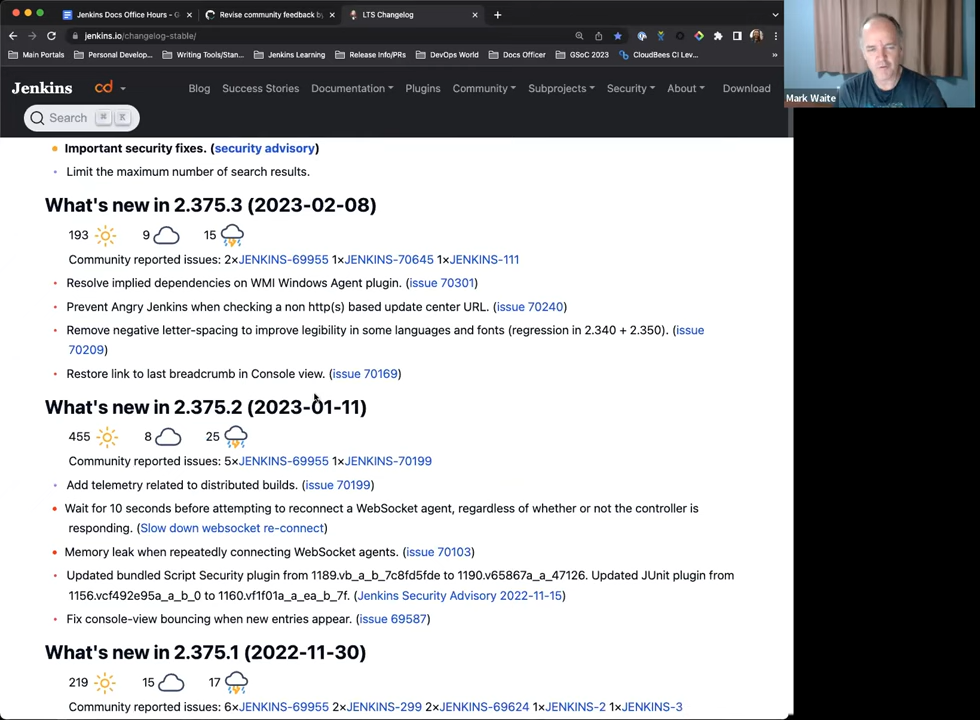 Jenkins Docs Office Hours - G
Revise community feedback by
LTS Changelog
jenkins.io/changelog-stable/
Main Portals
Personal Develop...
Writing Tools/Stan...
Jenkins Learning
Release Info/PRs
DevOps World
Docs Officer
GSoC 2023
CloudBees CI Lev...
»
Jenkins
cd
Blog
Success Stories
Documentation
Plugins
Community
Subprojects
Security
About
Download
Search
⌘
K
Mark Waite
Important security fixes. (security advisory)
Limit the maximum number of search results.
What's new in 2.375.3 (2023-02-08)
193 9 15
Community reported issues: 2×JENKINS-69955 1×JENKINS-70645 1×JENKINS-111
Resolve implied dependencies on WMI Windows Agent plugin. (issue 70301)
Prevent Angry Jenkins when checking a non http(s) based update center URL. (issue 70240)
Remove negative letter-spacing to improve legibility in some languages and fonts (regression in 2.340 + 2.350). (issue
70209)
Restore link to last breadcrumb in Console view. (issue 70169)
What's new in 2.375.2 (2023-01-11)
455 8 25
Community reported issues: 5×JENKINS-69955 1×JENKINS-70199
Add telemetry related to distributed builds. (issue 70199)
Wait for 10 seconds before attempting to reconnect a WebSocket agent, regardless of whether or not the controller is
responding. (Slow down websocket re-connect)
Memory leak when repeatedly connecting WebSocket agents. (issue 70103)
Updated bundled Script Security plugin from 1189.vb_a_b_7c8fd5fde to 1190.v65867a_a_47126. Updated JUnit plugin from
1156.vcf492e95a_a_b_0 to 1160.vf1f01a_a_ea_b_7f. (Jenkins Security Advisory 2022-11-15)
Fix console-view bouncing when new entries appear. (issue 69587)
What's new in 2.375.1 (2022-11-30)
219 15 17
Community reported issues: 6×JENKINS-69955 2×JENKINS-299 2×JENKINS-69624 1×JENKINS-2 1×JENKINS-3